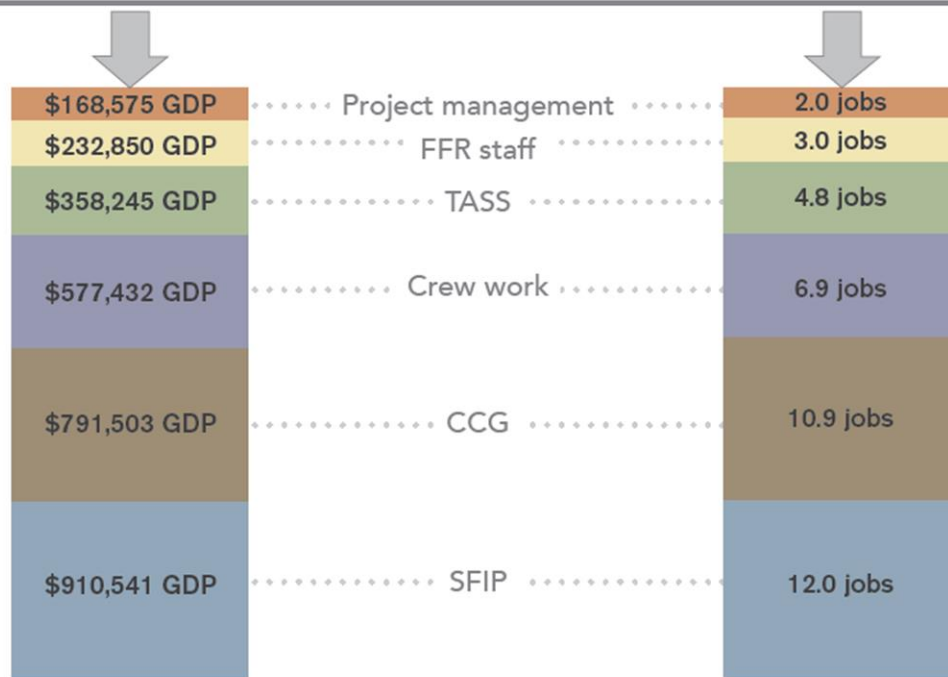 $168,575 GDP Project management 2.0 jobs
$232,850 GDP FFR staff 3.0 jobs
$358,245 GDP TASS 4.8 jobs
$577,432 GDP Crew work 6.9 jobs
$791,503 GDP CCG 10.9 jobs
$910,541 GDP SFIP 12.0 jobs